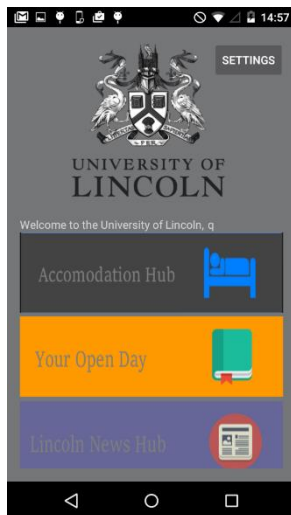 14:57
SETTINGS
UNIVERSITY OF
LINCOLN
Welcome to the University of Lincoln, q
Accomodation Hub
Your Open Day
Lincoln News Hub